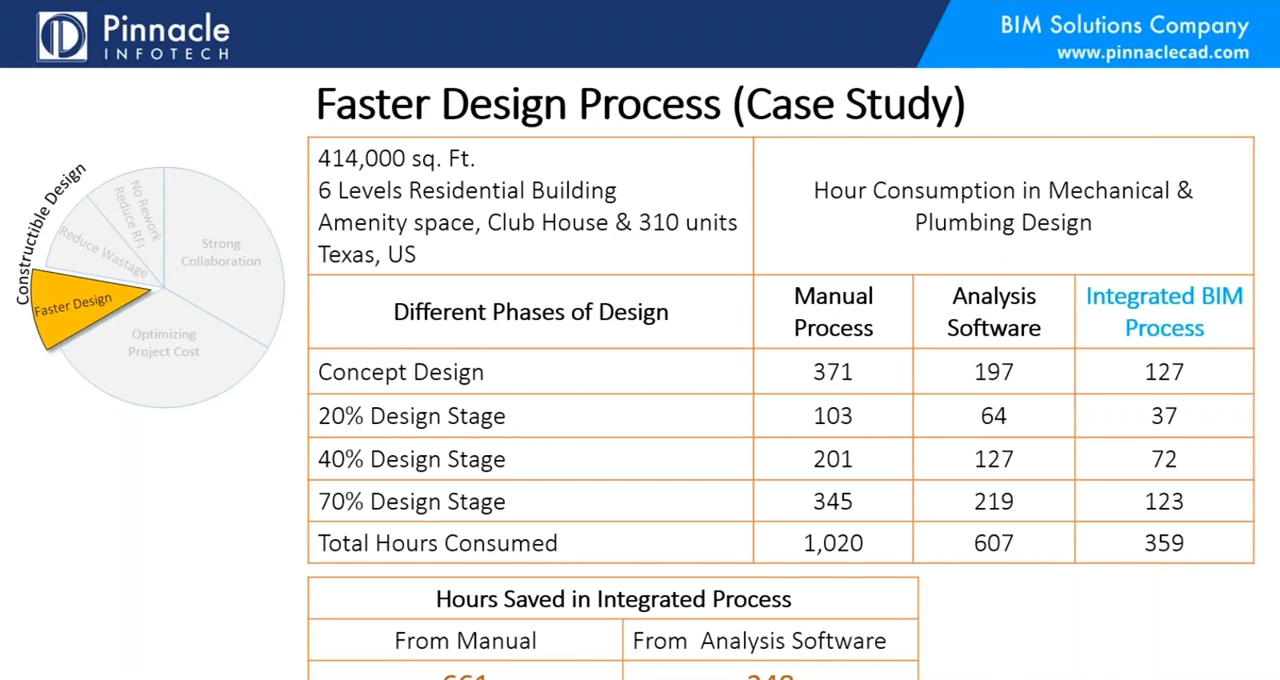 Pinnacle
INFOTECH
BIM Solutions Company
www.pinnaclecad.com
Faster Design Process (Case Study)
Constructible Design
No Rework
Reduce RFI
Reduce Wastage
Strong
Collaboration
Faster Design
Optimizing
Project Cost
414,000 sq. Ft.
6 Levels Residential Building
Amenity space, Club House & 310 units
Texas, US
Hour Consumption in Mechanical &
Plumbing Design
Different Phases of Design
Manual
Process
Analysis
Software
Integrated BIM
Process
Concept Design 371 197 127
20% Design Stage 103 64 37
40% Design Stage 201 127 72
70% Design Stage 345 219 123
Total Hours Consumed 1,020 607 359
Hours Saved in Integrated Process
From Manual From Analysis Software
661 248